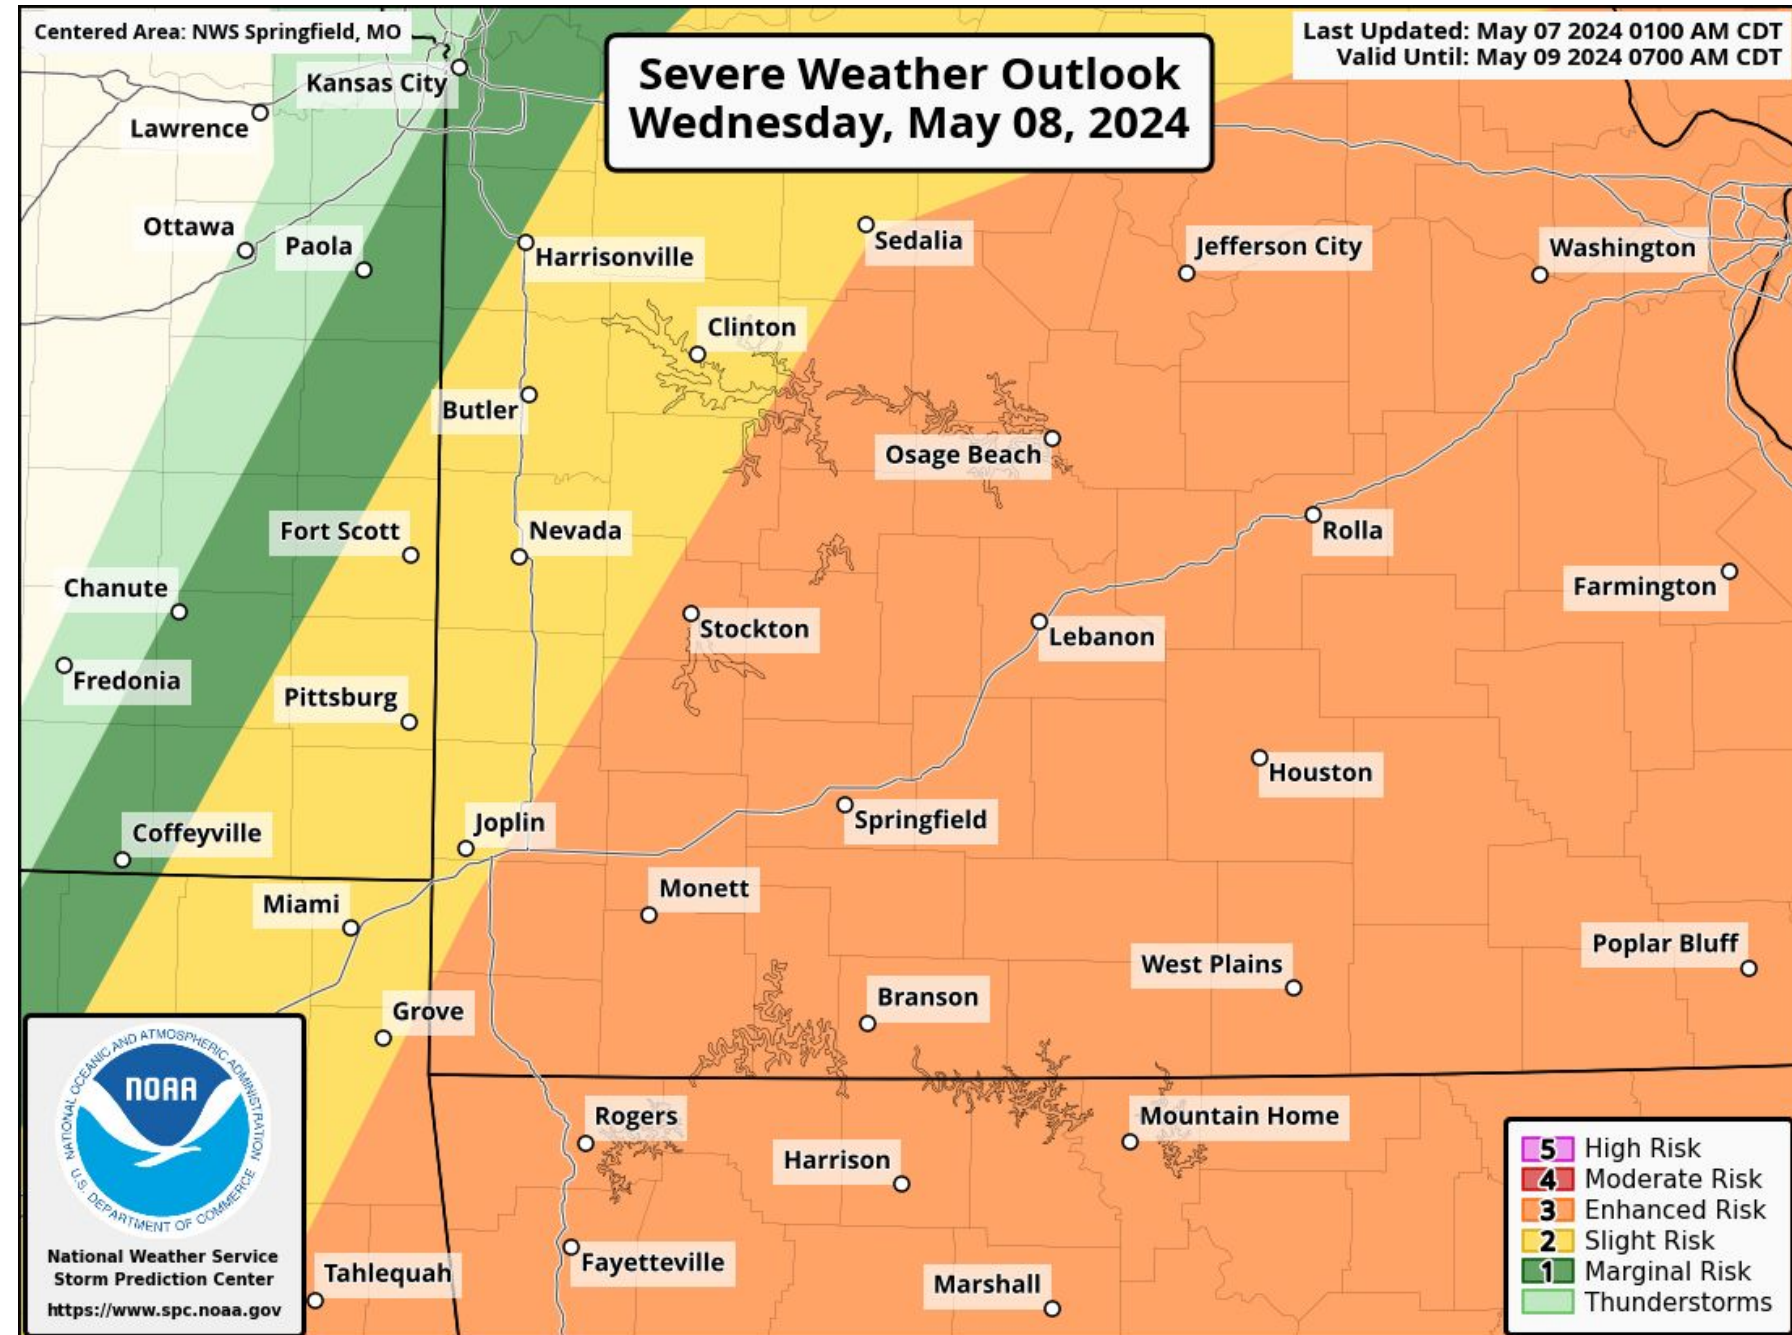 Centered Area: NWS Springfield, MO
Last Updated: May 07 2024 0100 AM CDT
Valid Until: May 09 2024 0700 AM CDT
Severe Weather Outlook
Wednesday, May 08, 2024
Kansas City
Lawrence
Ottawa
Paola
Harrisonville
Sedalia
Jefferson City
Washington
Clinton
Butler
Osage Beach
Fort Scott
Nevada
Rolla
Chanute
Farmington
Stockton
Lebanon
Fredonia
Pittsburg
Houston
Coffeyville
Joplin
Springfield
Miami
Monett
Poplar Bluff
West Plains
Grove
Branson
Rogers
Mountain Home
Harrison
Fayetteville
Tahlequah
Marshall
NATIONAL OCEANIC AND ATMOSPHERIC ADMINISTRATION
NOAA
U.S. DEPARTMENT OF COMMERCE
National Weather Service
Storm Prediction Center
https://www.spc.noaa.gov
5 High Risk
4 Moderate Risk
3 Enhanced Risk
2 Slight Risk
1 Marginal Risk
Thunderstorms